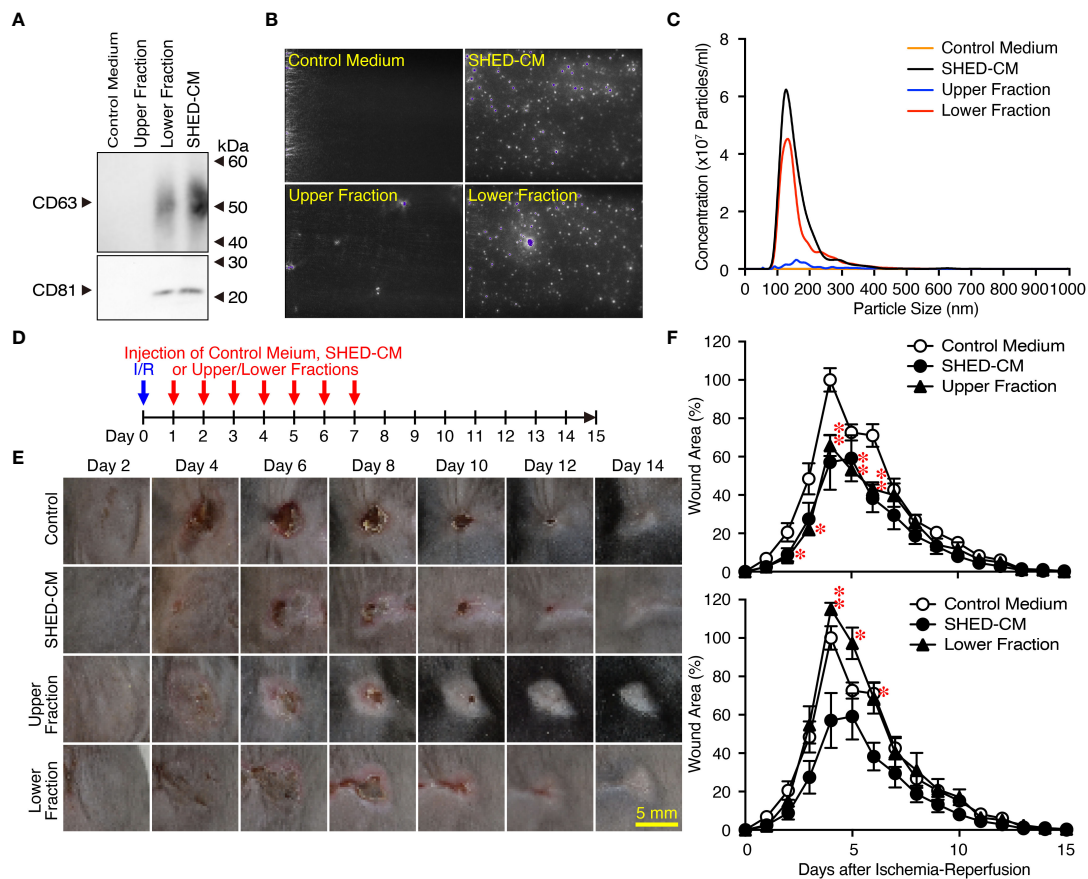 A
Control Medium
Upper Fraction
Lower Fraction
SHED-CM
kDa
60
CD63
50
40
30
CD81
20
B
Control Medium
SHED-CM
Upper Fraction
Lower Fraction
C
8
6
4
2
0
Concentration (x10⁷ Particles/ml)
Control Medium
SHED-CM
Upper Fraction
Lower Fraction
0 100 200 300 400 500 600 700 800 900 1000
Particle Size (nm)
D
Injection of Control Meium, SHED-CM
I/R or Upper/Lower Fractions
Day 0 1 2 3 4 5 6 7 8 9 10 11 12 13 14 15
E
Day 2 Day 4 Day 6 Day 8 Day 10 Day 12 Day 14
Control
SHED-CM
Upper
Fraction
Lower
Fraction
5 mm
F
120
100
80
60
40
20
0
Wound Area (%)
Control Medium
SHED-CM
Upper Fraction
**
**
**
*
*
120
100
80
60
40
20
0
Wound Area (%)
Control Medium
SHED-CM
Lower Fraction
**
*
*
0 5 10 15
Days after Ischemia-Reperfusion